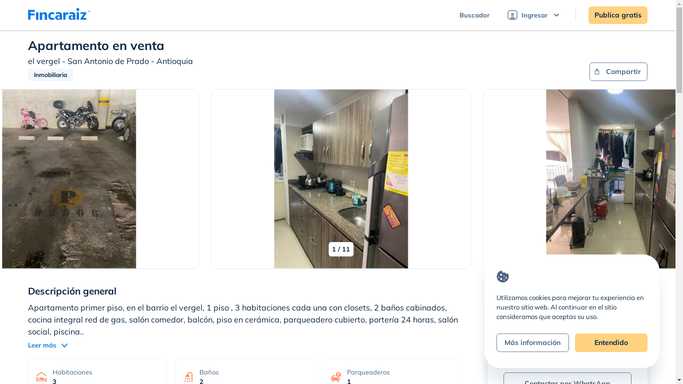 Fincaraiz
Buscador
Ingresar
Publica gratis
Apartamento en venta
el vergel - San Antonio de Prado - Antioquia
Inmobiliaria
Compartir
1 / 11
Descripción general
Apartamento primer piso, en el barrio el vergel, 1 piso , 3 habitaciones cada una con closets, 2 baños cabinados,
cocina integral red de gas, salón comedor, balcón, piso en cerámica, parqueadero cubierto, portería 24 horas, salón
social, piscina..
Leer más
Habitaciones
3
Baños
2
Parqueaderos
1
Utilizamos cookies para mejorar tu experiencia en
nuestro sitio web. Al continuar en el sitio
consideramos que aceptas su uso.
Más información
Entendido
Contactar por WhatsApp